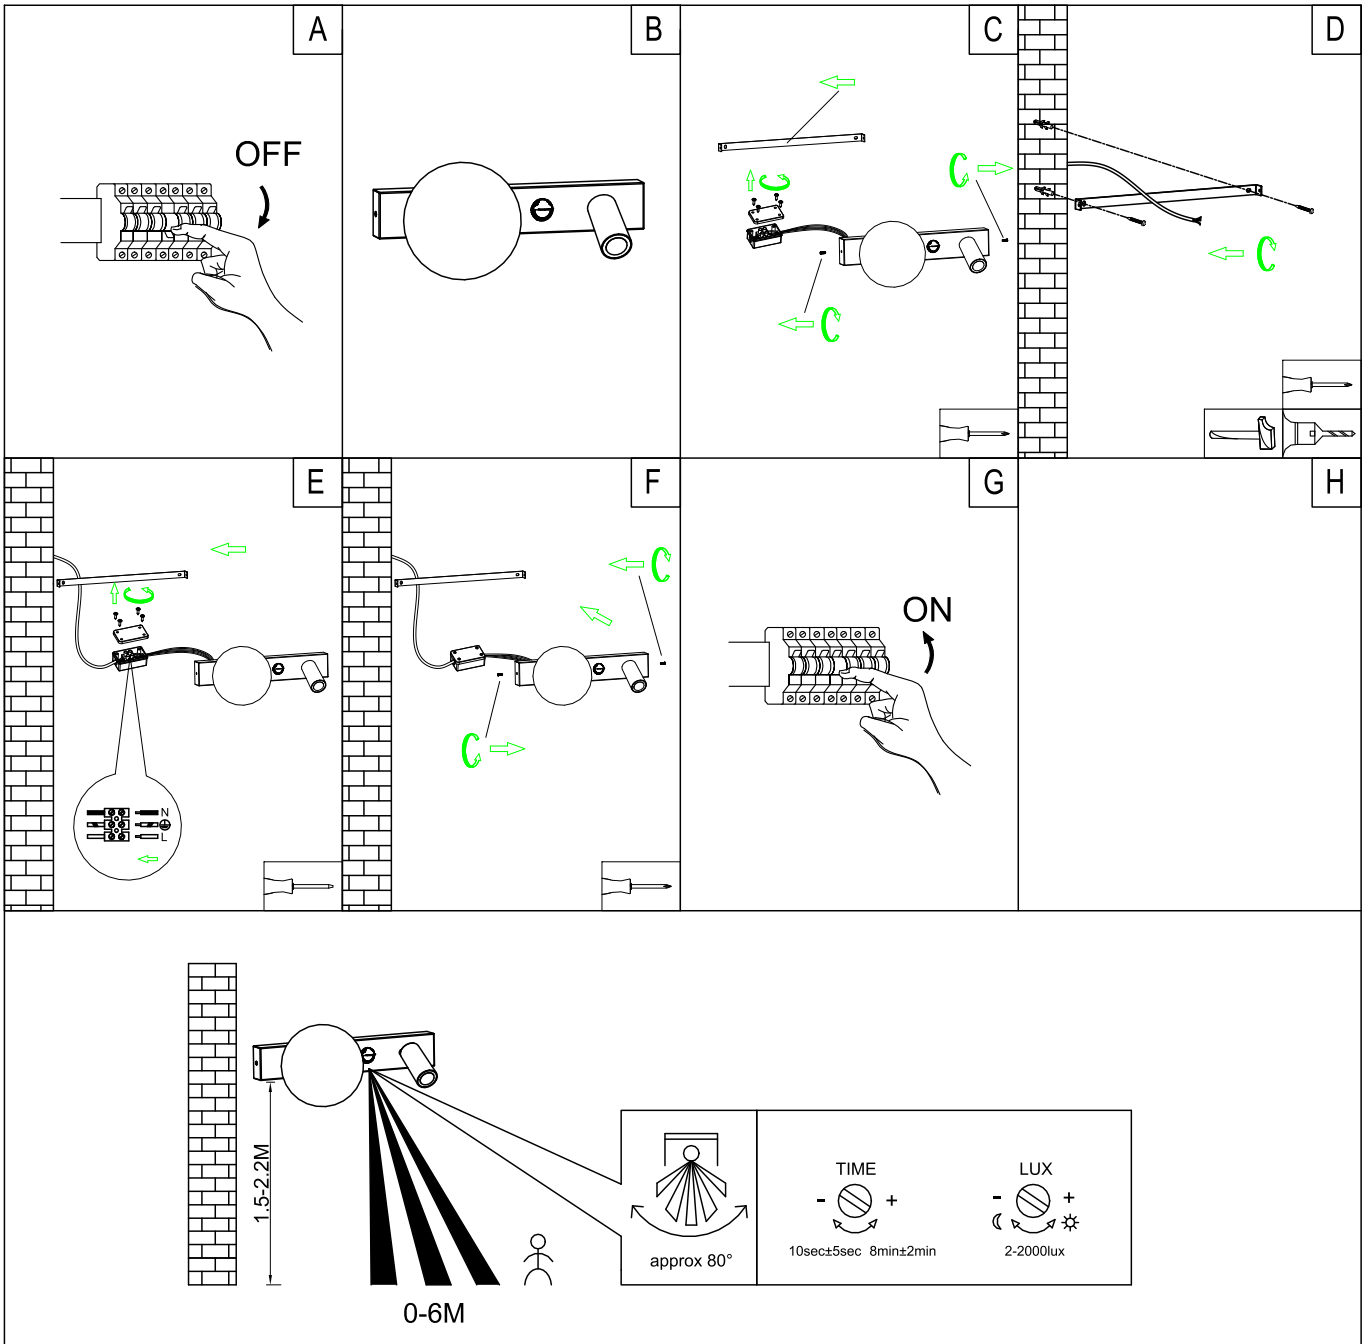 A
B
C
D
OFF
E
F
G
H
ON
N
L
1.5-2.2M
0-6M
approx 80°
TIME
- +
10sec±5sec 8min±2min
LUX
- +
2-2000lux